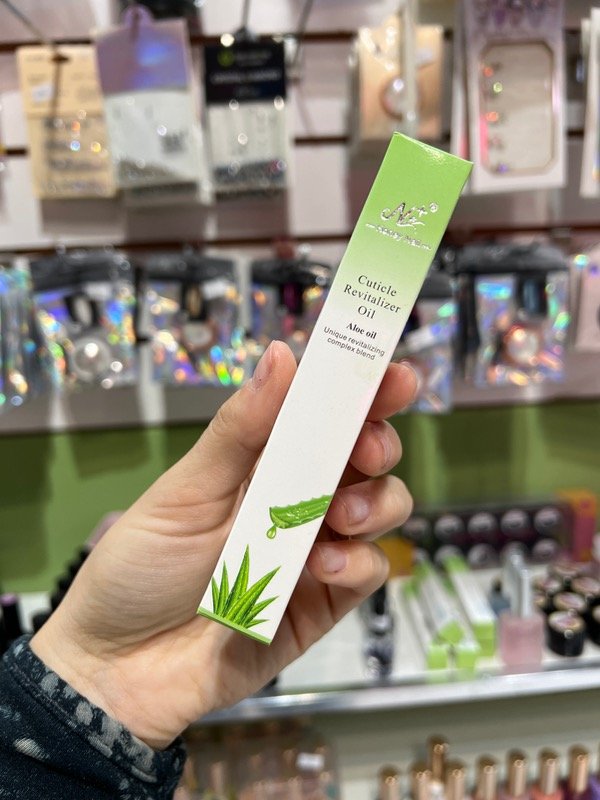 ®
Cuticle
Revitalizer
Oil
Aloe oil
Unique revitalizing
complex blend